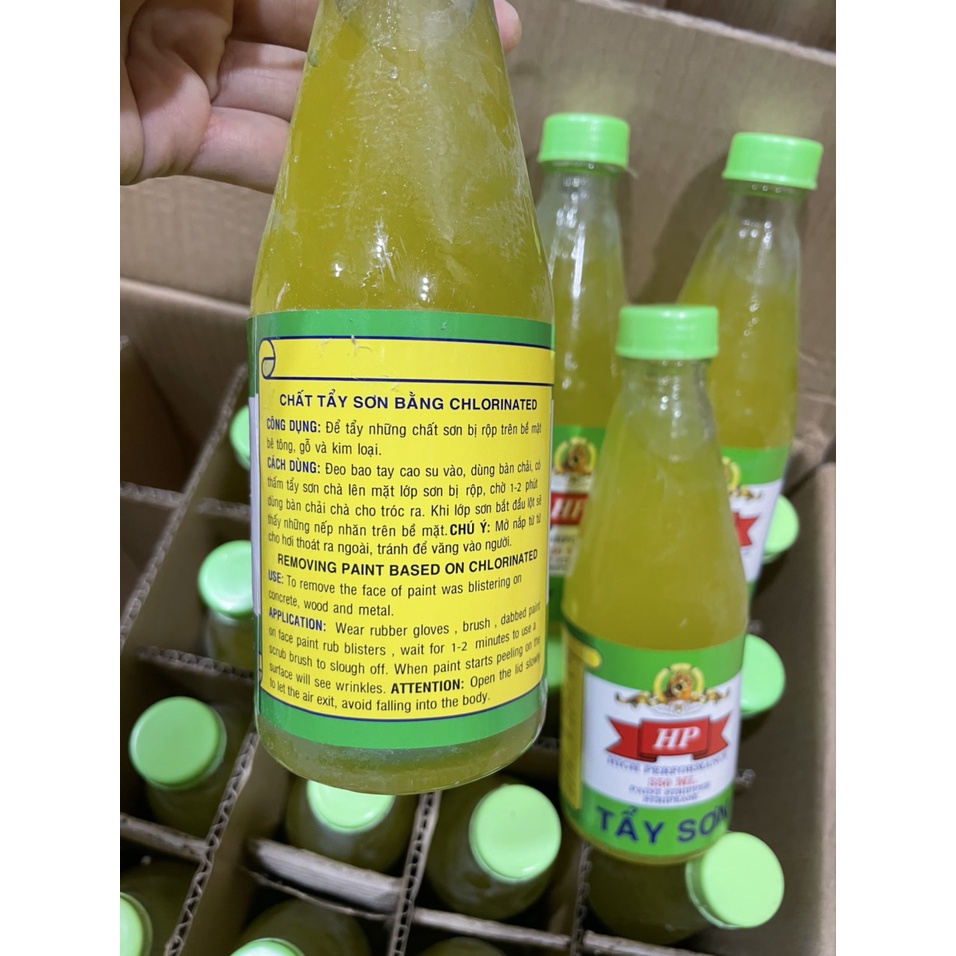 CHẤT TẨY SƠN BẰNG CHLORINATED
CÔNG DỤNG: Để tẩy những chất sơn bị rộp trên bề mặt
bê tông, gỗ và kim loại.
CÁCH DÙNG: Đeo bao tay cao su vào, dùng bàn chải, có
thấm tẩy sơn chà lên mặt lớp sơn bị rộp, chờ 1-2 phút
dùng bàn chải chà cho tróc ra. Khi lớp sơn bắt đầu lột sẽ
thấy những nếp nhăn trên bề mặt. CHÚ Ý: Mở nắp từ từ
cho hơi thoát ra ngoài, tránh để văng vào người.
REMOVING PAINT BASED ON CHLORINATED
USE: To remove the face of paint was blistering on
concrete, wood and metal.
APPLICATION: Wear rubber gloves , brush , dabbed paint
on face paint rub blisters , wait for 1-2 minutes to use a
scrub brush to slough off. When paint starts peeling on the
surface will see wrinkles. ATTENTION: Open the lid slowly
to let the air exit, avoid falling into the body.
HP
HP
HIGH PERFORMANCE
TẨY SƠN